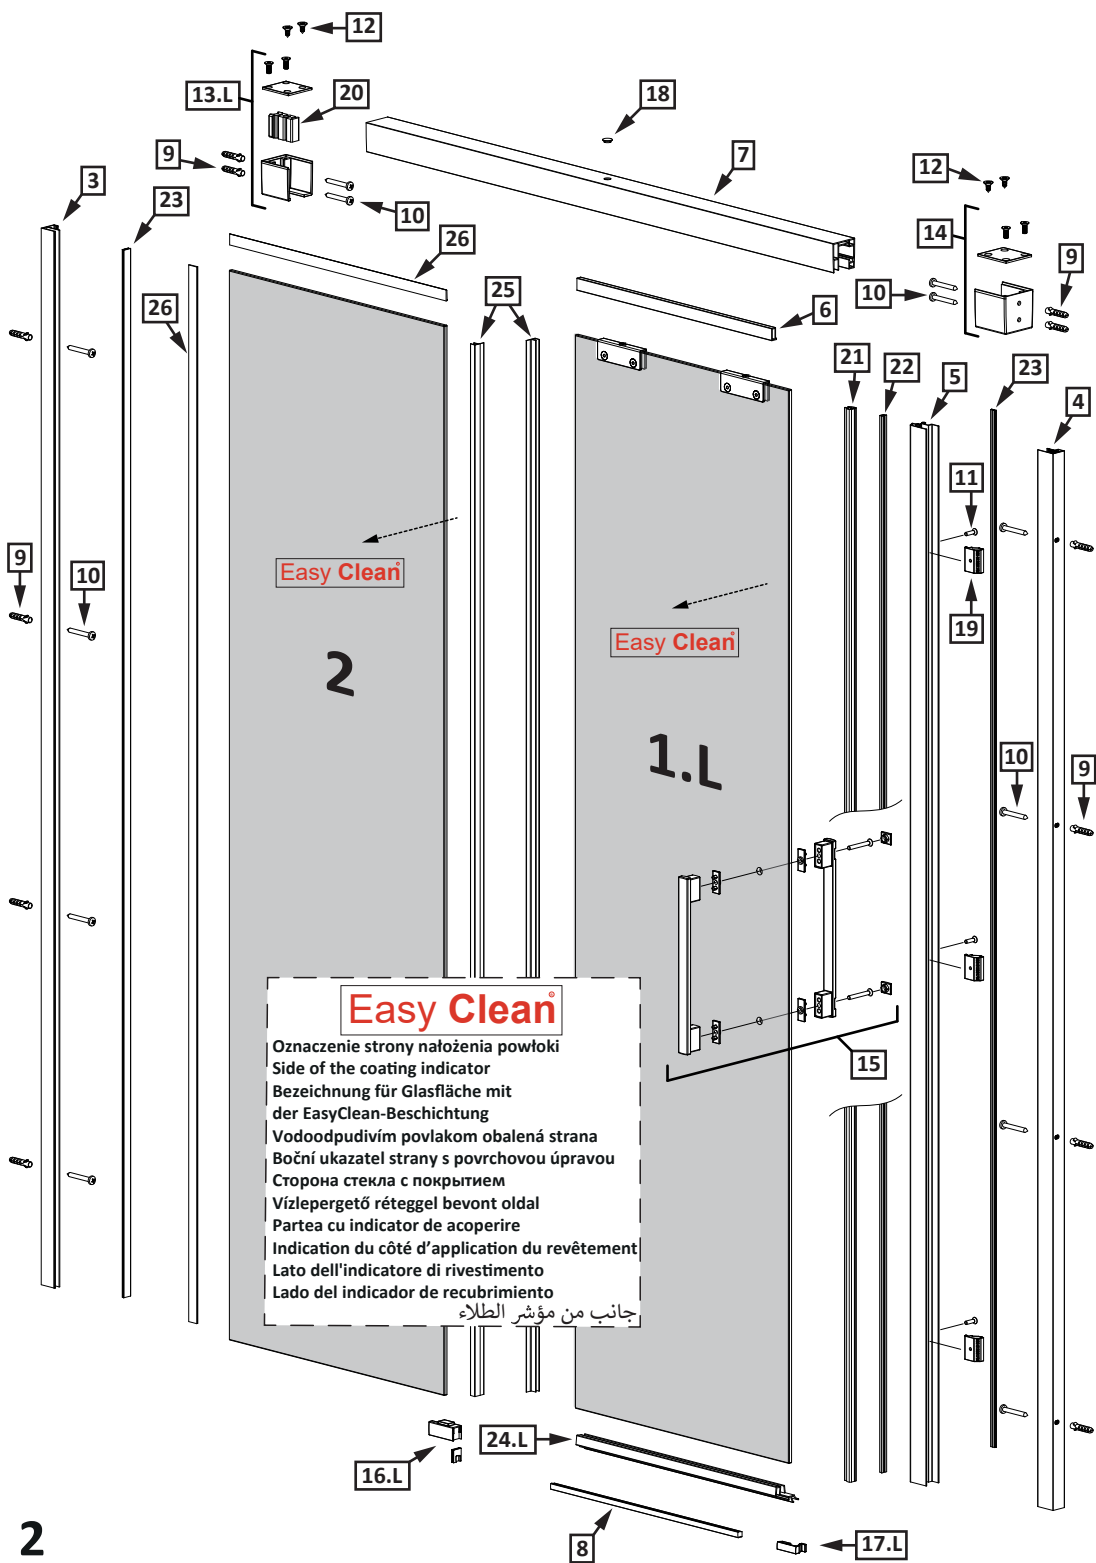 12
13.L
20
18
9
7
3
12
23
10
14
26
9
25
10
6
26
21
22
5
23
4
11
9
10
Easy Clean
19
Easy Clean
2
1.L
10
9
Easy Clean
Oznaczenie strony nałożenia powłoki
Side of the coating indicator
Bezeichnung für Glasfläche mit
der EasyClean-Beschichtung
Vodoodpudivím povlakom obalená strana
Boční ukazatel strany s povrchovou úpravou
Сторона стекла с покрытием
Vízlepergető réteggel bevont oldal
Partea cu indicator de acoperire
Indication du côté d’application du revêtement
Lato dell'indicatore di rivestimento
Lado del indicador de recubrimiento
جانب من مؤشر الطلاء
15
24.L
16.L
8
17.L
2